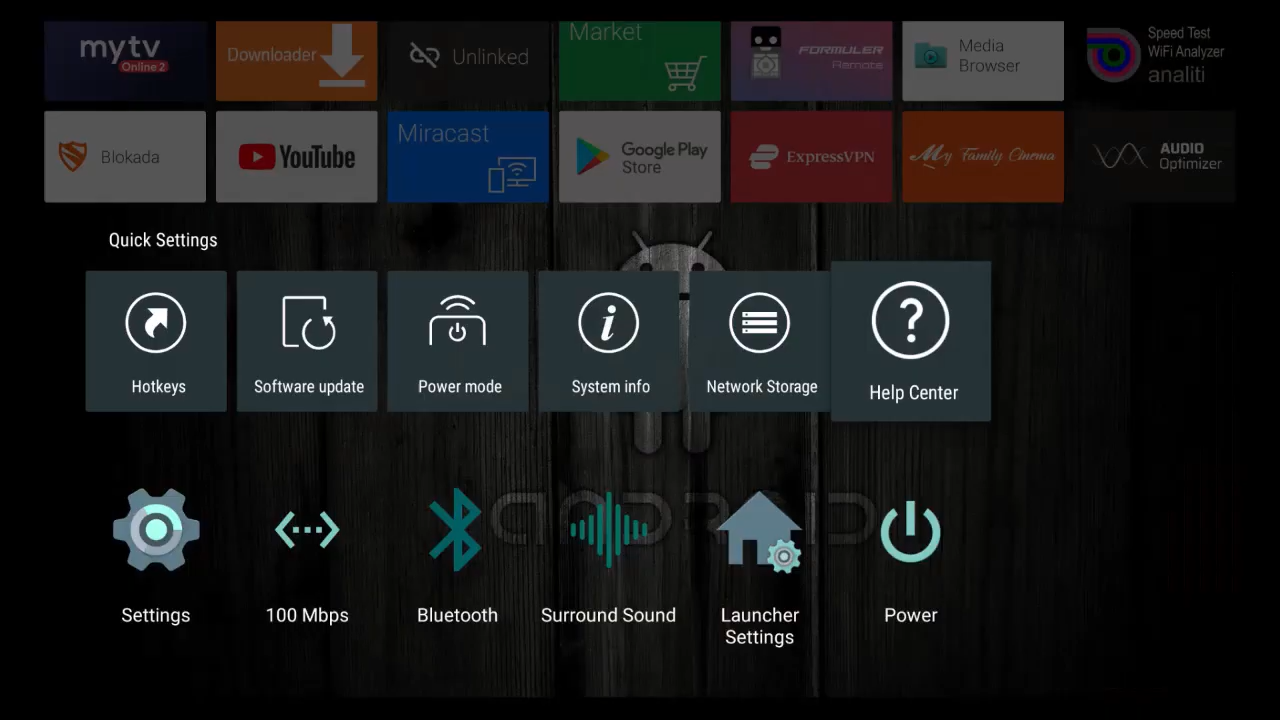 mytv
Online 2
Downloader
Unlinked
Market
FORMULER
Remote
Media
Browser
Speed Test
WiFi Analyzer
analiti
Blokada
YouTube
Miracast
Google Play
Store
ExpressVPN
My Family Cinema
AUDIO
Optimizer
Quick Settings
Hotkeys
Software update
Power mode
System info
Network Storage
Help Center
ANDROID
Settings
100 Mbps
Bluetooth
Surround Sound
Launcher
Settings
Power